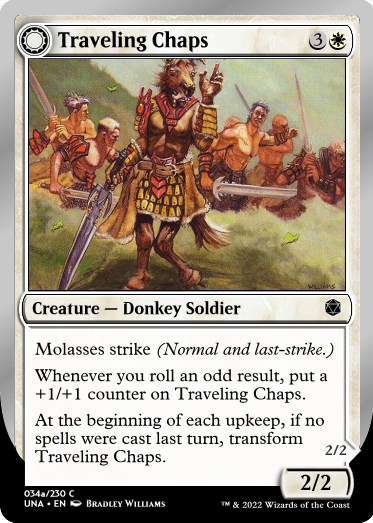 Traveling Chaps 3
WILLIAMS
Creature — Donkey Soldier
Molasses strike (Normal and last-strike.)
Whenever you roll an odd result, put a
+1/+1 counter on Traveling Chaps.
At the beginning of each upkeep, if no
spells were cast last turn, transform
Traveling Chaps.
2/2
2/2
034a/230 C
UNA • EN Bradley Williams
™ & © 2022 Wizards of the Coast